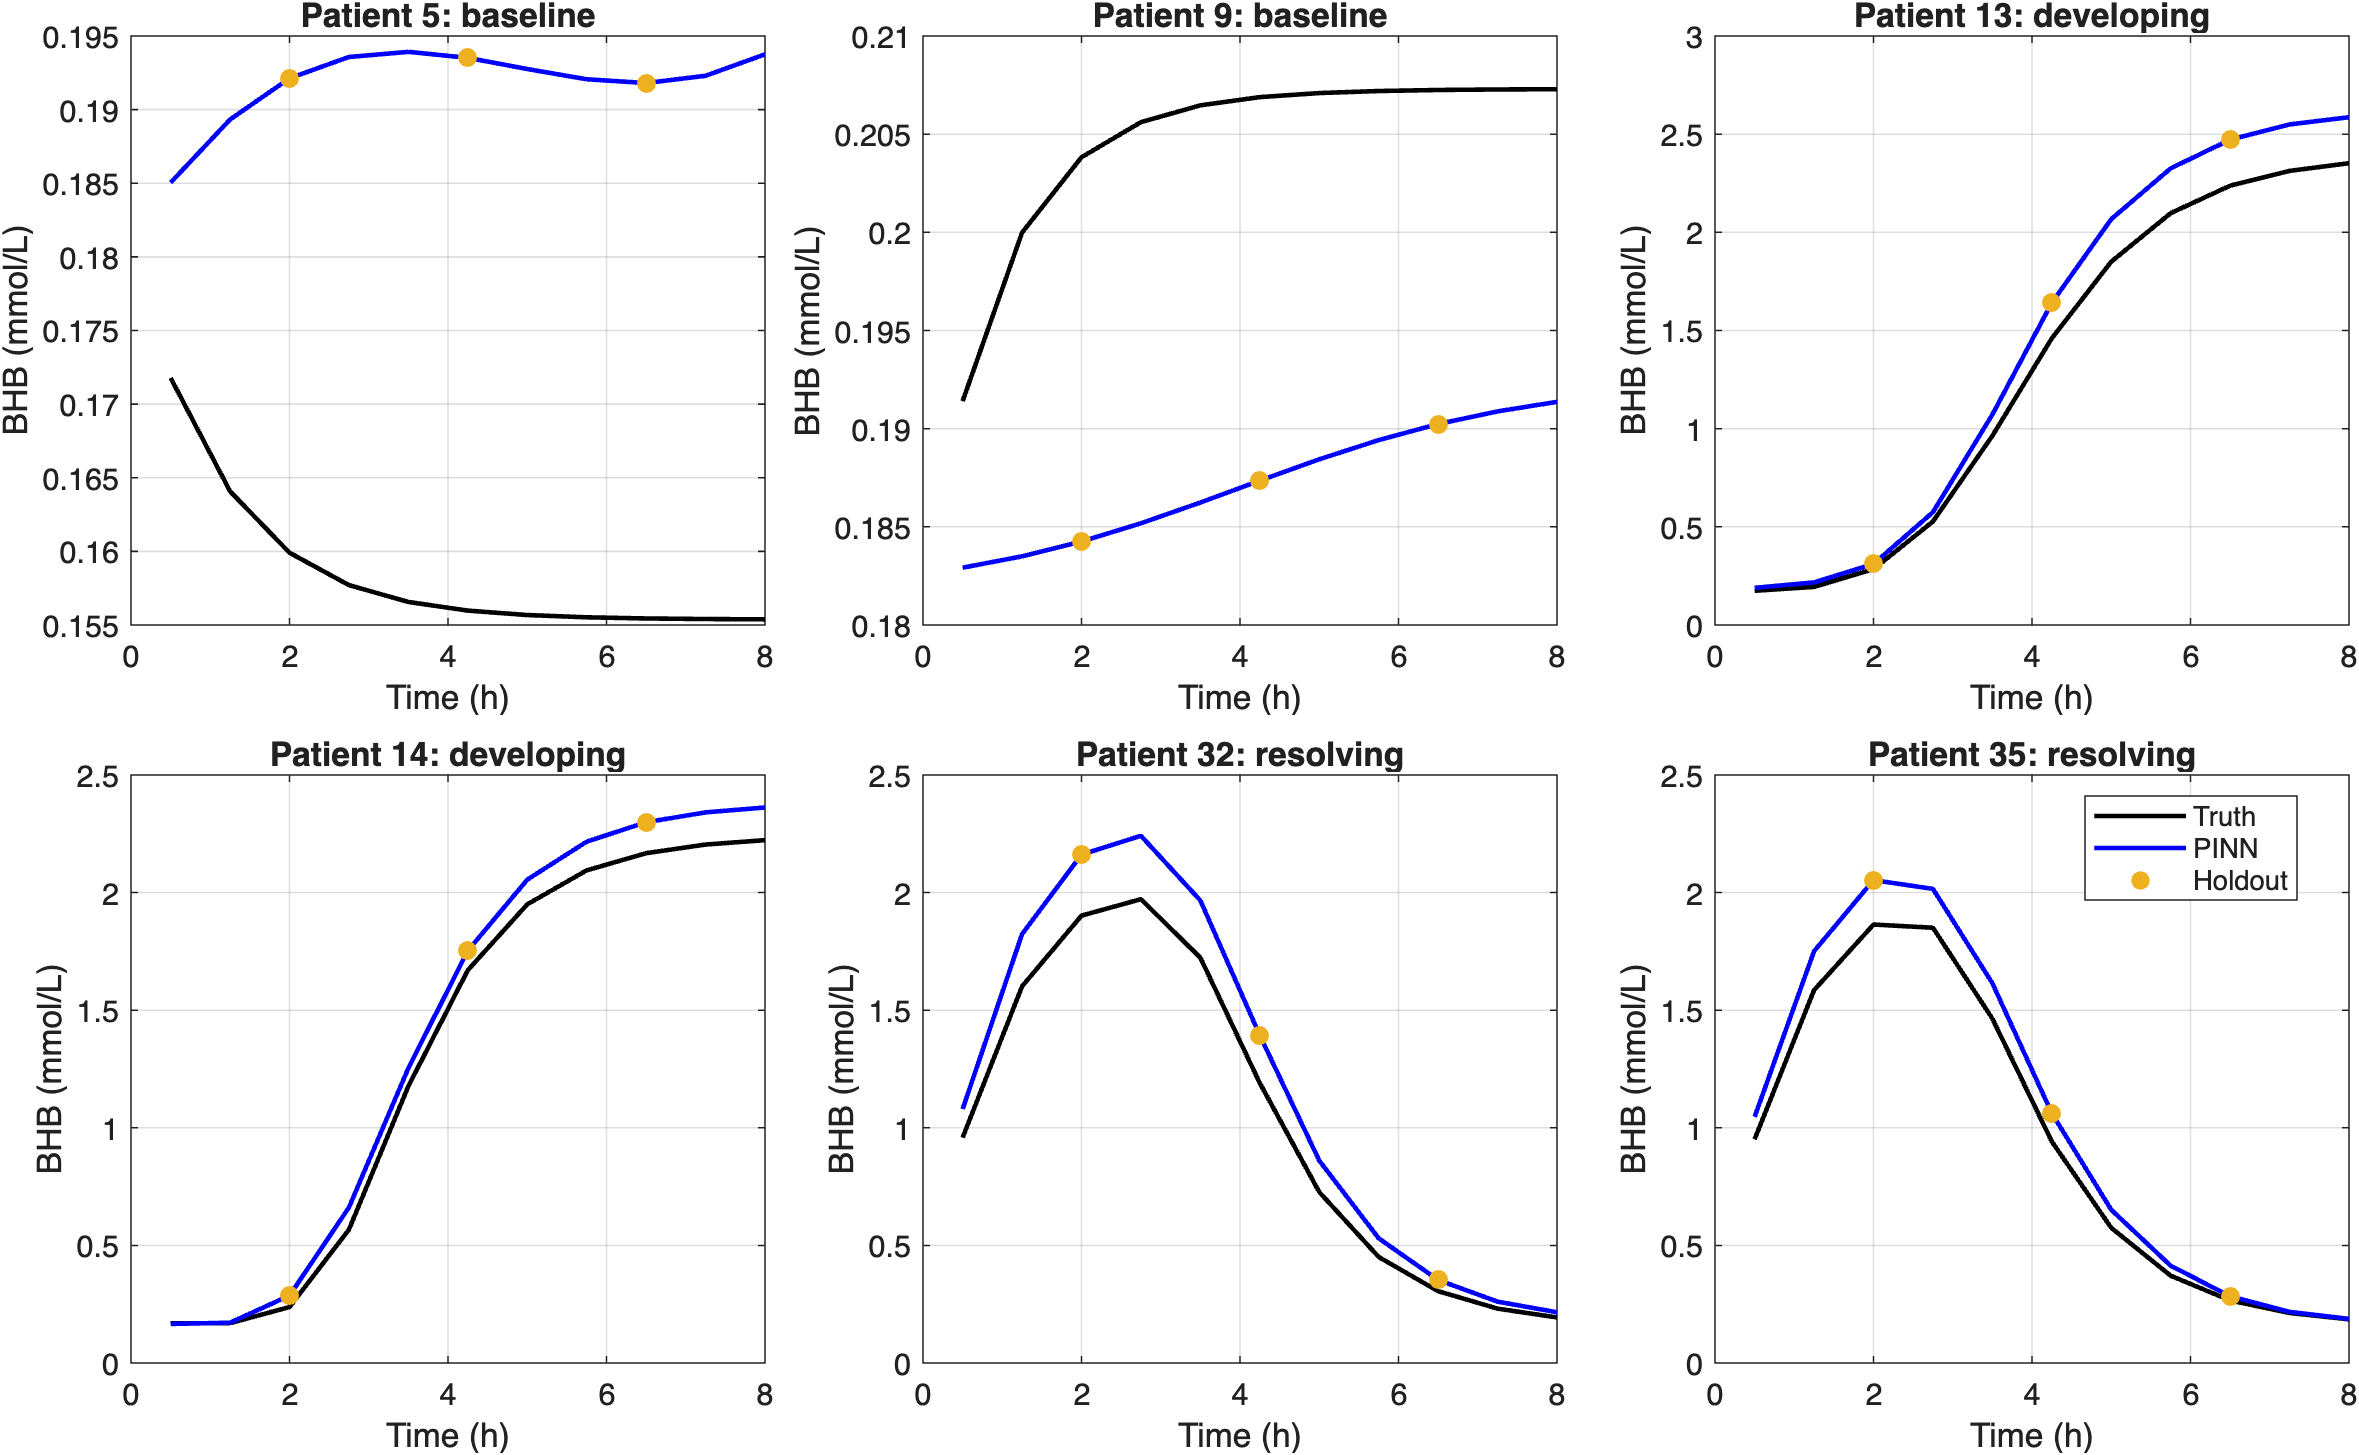 Patient 5: baseline
0.195
0.19
0.185
0.18
0.175
0.17
0.165
0.16
0.155
BHB (mmol/L)
0 2 4 6 8
Time (h)
Patient 9: baseline
0.21
0.205
0.2
0.195
0.19
0.185
0.18
BHB (mmol/L)
0 2 4 6 8
Time (h)
Patient 13: developing
3
2.5
2
1.5
1
0.5
0
BHB (mmol/L)
0 2 4 6 8
Time (h)
Patient 14: developing
2.5
2
1.5
1
0.5
0
BHB (mmol/L)
0 2 4 6 8
Time (h)
Patient 32: resolving
2.5
2
1.5
1
0.5
0
BHB (mmol/L)
0 2 4 6 8
Time (h)
Patient 35: resolving
2.5
2
1.5
1
0.5
0
BHB (mmol/L)
0 2 4 6 8
Time (h)
Truth
PINN
Holdout